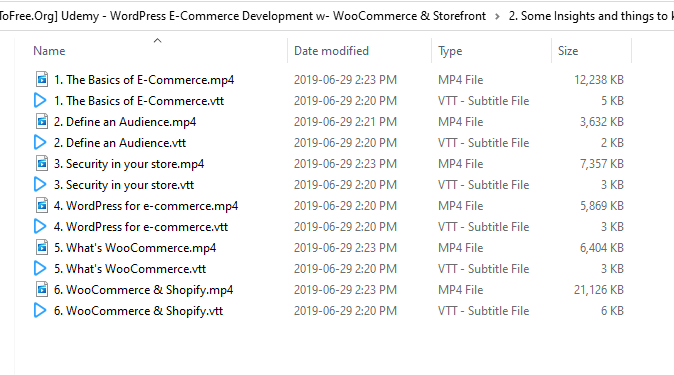 ToFree.Org] Udemy - WordPress E-Commerce Development w- WooCommerce & Storefront > 2. Some Insights and things to k
Name Date modified Type Size
1. The Basics of E-Commerce.mp4 2019-06-29 2:23 PM MP4 File 12,238 KB
1. The Basics of E-Commerce.vtt 2019-06-29 2:20 PM VTT - Subtitle File 5 KB
2. Define an Audience.mp4 2019-06-29 2:21 PM MP4 File 3,632 KB
2. Define an Audience.vtt 2019-06-29 2:20 PM VTT - Subtitle File 2 KB
3. Security in your store.mp4 2019-06-29 2:23 PM MP4 File 7,357 KB
3. Security in your store.vtt 2019-06-29 2:20 PM VTT - Subtitle File 3 KB
4. WordPress for e-commerce.mp4 2019-06-29 2:20 PM MP4 File 5,869 KB
4. WordPress for e-commerce.vtt 2019-06-29 2:20 PM VTT - Subtitle File 3 KB
5. What's WooCommerce.mp4 2019-06-29 2:23 PM MP4 File 6,404 KB
5. What's WooCommerce.vtt 2019-06-29 2:20 PM VTT - Subtitle File 3 KB
6. WooCommerce & Shopify.mp4 2019-06-29 2:23 PM MP4 File 21,126 KB
6. WooCommerce & Shopify.vtt 2019-06-29 2:20 PM VTT - Subtitle File 6 KB